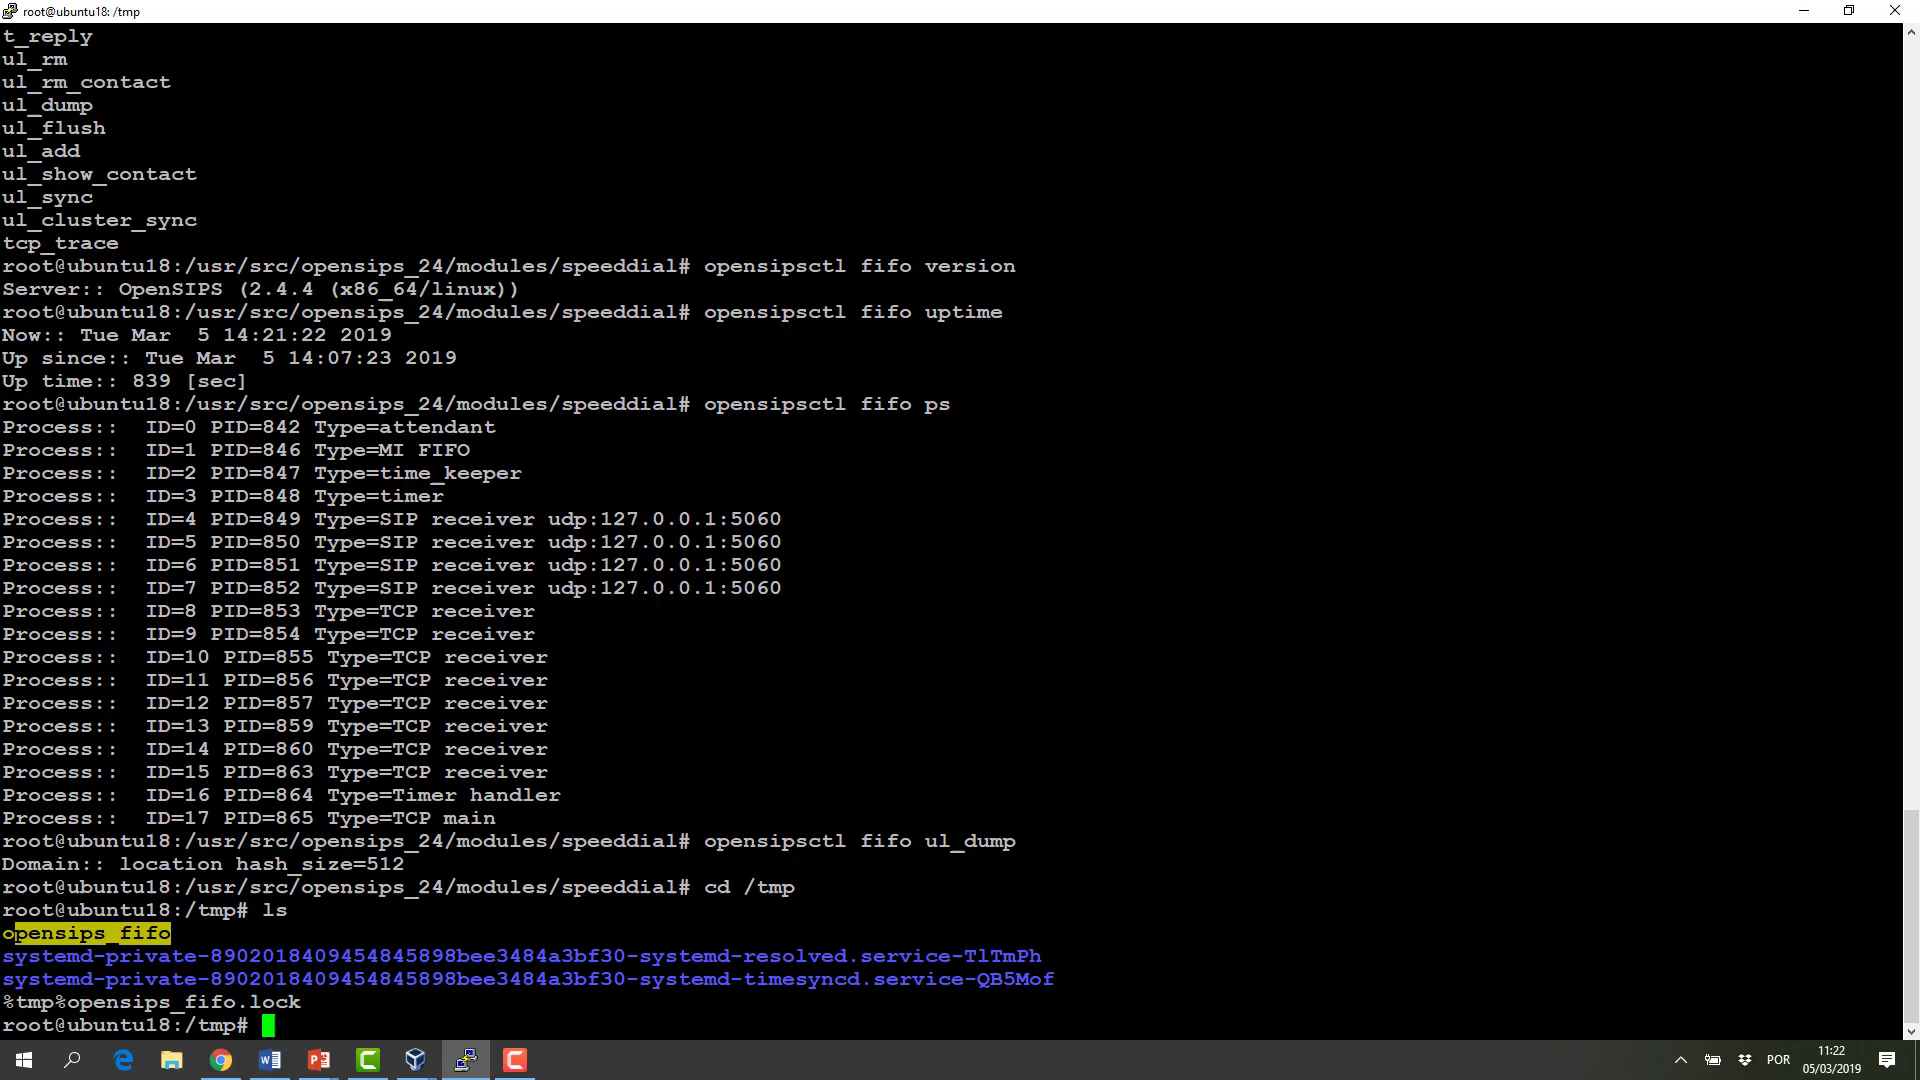 root@ubuntu18: /tmp
t_reply
ul_rm
ul_rm_contact
ul_dump
ul_flush
ul_add
ul_show_contact
ul_sync
ul_cluster_sync
tcp_trace
root@ubuntu18:/usr/src/opensips_24/modules/speeddial# opensipsctl fifo version
Server:: OpenSIPS (2.4.4 (x86_64/linux))
root@ubuntu18:/usr/src/opensips_24/modules/speeddial# opensipsctl fifo uptime
Now:: Tue Mar  5 14:21:22 2019
Up since:: Tue Mar  5 14:07:23 2019
Up time:: 839 [sec]
root@ubuntu18:/usr/src/opensips_24/modules/speeddial# opensipsctl fifo ps
Process::  ID=0 PID=842 Type=attendant
Process::  ID=1 PID=846 Type=MI FIFO
Process::  ID=2 PID=847 Type=time_keeper
Process::  ID=3 PID=848 Type=timer
Process::  ID=4 PID=849 Type=SIP receiver udp:127.0.0.1:5060
Process::  ID=5 PID=850 Type=SIP receiver udp:127.0.0.1:5060
Process::  ID=6 PID=851 Type=SIP receiver udp:127.0.0.1:5060
Process::  ID=7 PID=852 Type=SIP receiver udp:127.0.0.1:5060
Process::  ID=8 PID=853 Type=TCP receiver
Process::  ID=9 PID=854 Type=TCP receiver
Process::  ID=10 PID=855 Type=TCP receiver
Process::  ID=11 PID=856 Type=TCP receiver
Process::  ID=12 PID=857 Type=TCP receiver
Process::  ID=13 PID=859 Type=TCP receiver
Process::  ID=14 PID=860 Type=TCP receiver
Process::  ID=15 PID=863 Type=TCP receiver
Process::  ID=16 PID=864 Type=Timer handler
Process::  ID=17 PID=865 Type=TCP main
root@ubuntu18:/usr/src/opensips_24/modules/speeddial# opensipsctl fifo ul_dump
Domain:: location hash_size=512
root@ubuntu18:/usr/src/opensips_24/modules/speeddial# cd /tmp
root@ubuntu18:/tmp# ls
opensips_fifo
systemd-private-89020184094548458​98bee3484a3bf30-systemd-resolved.service-TlTmPh
systemd-private-8902018409454845898bee3484a3bf30-systemd-timesyncd.service-QB5Mof
%tmp%opensips_fifo.lock
root@ubuntu18:/tmp#
POR
11:22
05/03/2019